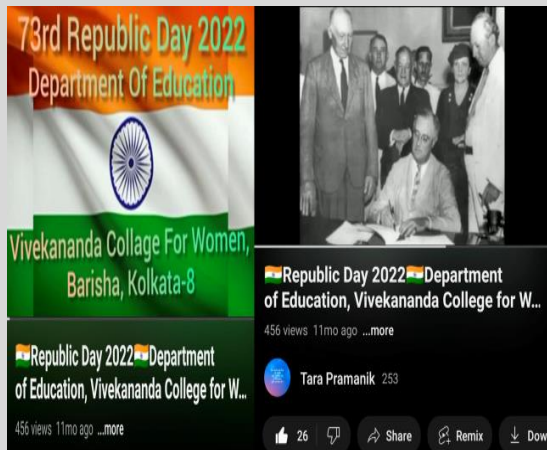 73rd Republic Day 2022
Department Of Education
Vivekananda Collage For Women,
Barisha, Kolkata-8
🇮🇳Republic Day 2022🇮🇳Department
of Education, Vivekananda College for W...
456 views 11mo ago ...more
🇮🇳Republic Day 2022🇮🇳Department
of Education, Vivekananda College for W...
456 views 11mo ago ...more
Tara Pramanik 253
26 Share Remix Dow